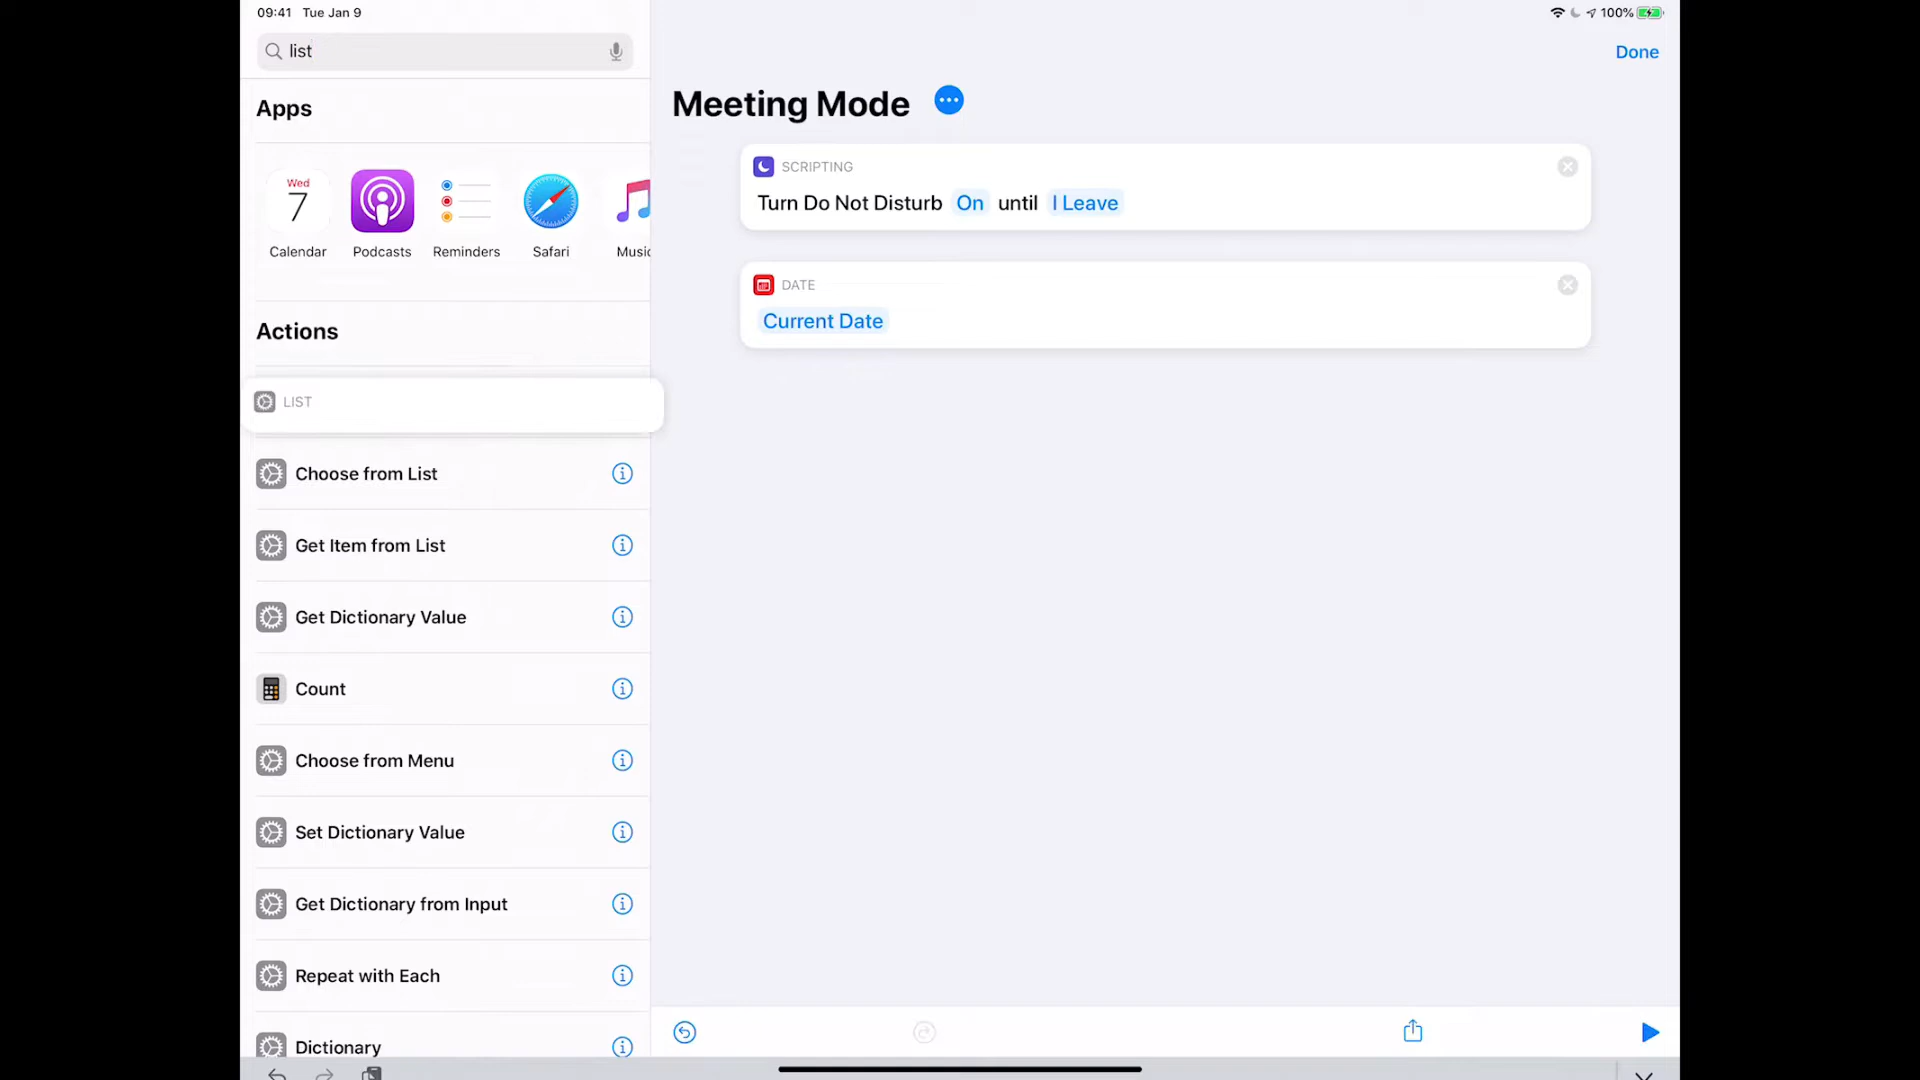 09:41 Tue Jan 9
100%
list
Done
Apps
Meeting Mode
SCRIPTING
Turn Do Not Disturb On until I Leave
Wed
7
Calendar
Podcasts
Reminders
Safari
Music
DATE
Current Date
Actions
LIST
Choose from List
Get Item from List
Get Dictionary Value
Count
Choose from Menu
Set Dictionary Value
Get Dictionary from Input
Repeat with Each
Dictionary